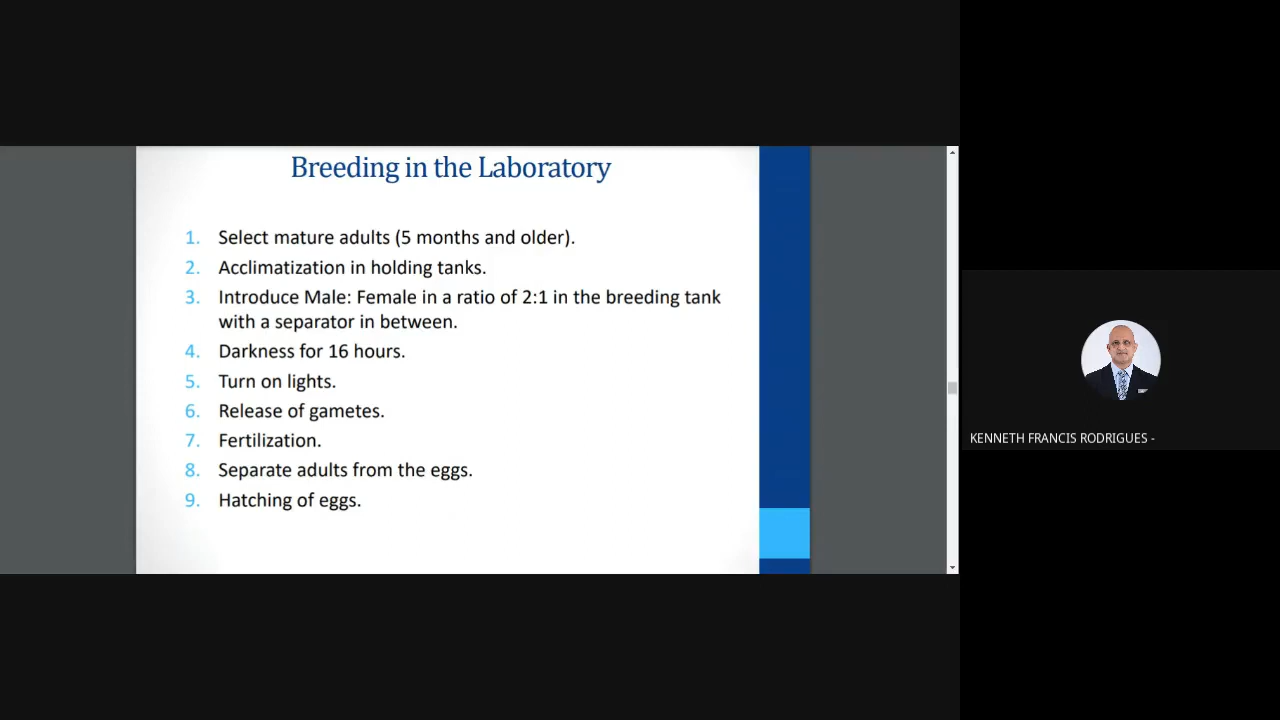 Breeding in the Laboratory
1. Select mature adults (5 months and older).
2. Acclimatization in holding tanks.
3. Introduce Male: Female in a ratio of 2:1 in the breeding tank
with a separator in between.
4. Darkness for 16 hours.
5. Turn on lights.
6. Release of gametes.
7. Fertilization.
8. Separate adults from the eggs.
9. Hatching of eggs.
KENNETH FRANCIS RODRIGUES -